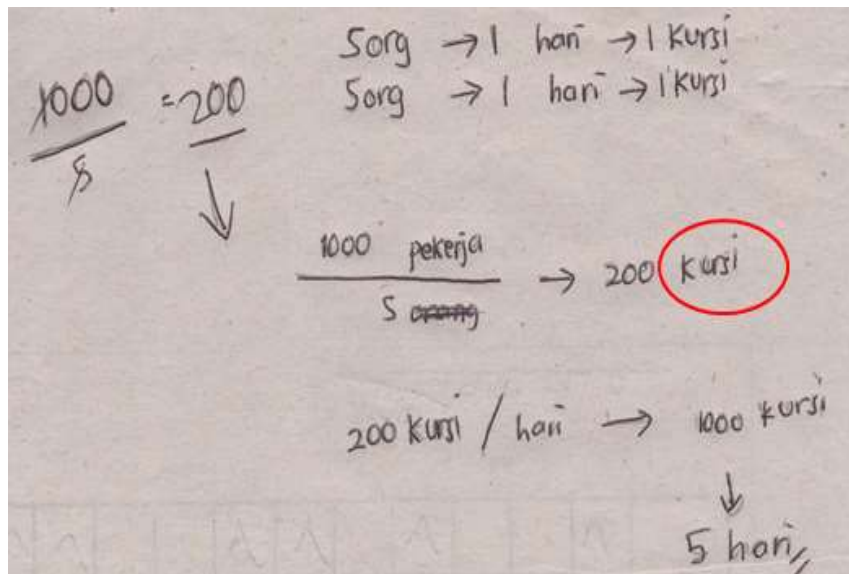 5org → 1 hari → 1 kursi
5org → 1 hari → 1 kursi
1000 = 200
5
↓
1000 pekerja → 200 kursi
5 orang
200 kursi / hari → 1000 kursi
↓
5 hari